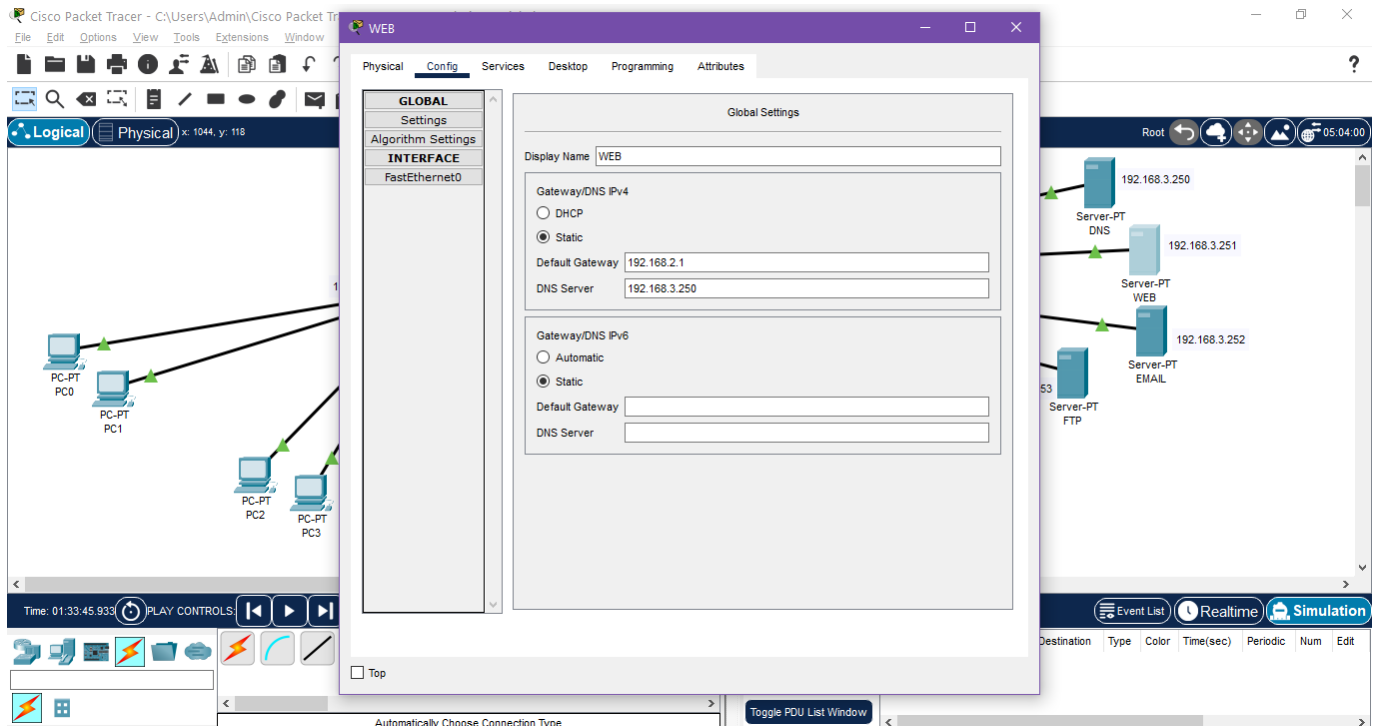 Cisco Packet Tracer - C:\Users\Admin\Cisco Packet Tr
File Edit Options View Tools Extensions Window
?
Logical Physical x: 1044, y: 118
Root 05:04:00
WEB
Physical Config Services Desktop Programming Attributes
GLOBAL
Settings
Algorithm Settings
INTERFACE
FastEthernet0
Global Settings
Display Name WEB
Gateway/DNS IPv4
DHCP
Static
Default Gateway 192.168.2.1
DNS Server 192.168.3.250
Gateway/DNS IPv6
Automatic
Static
Default Gateway
DNS Server
Top
1
PC-PT
PC0
PC-PT
PC1
PC-PT
PC2
PC-PT
PC3
192.168.3.250
Server-PT
DNS
192.168.3.251
Server-PT
WEB
192.168.3.252
Server-PT
EMAIL
53
Server-PT
FTP
Time: 01:33:45.933 PLAY CONTROLS:
Event List Realtime Simulation
Destination Type Color Time(sec) Periodic Num Edit
Toggle PDU List Window
Automatically Choose Connection Type